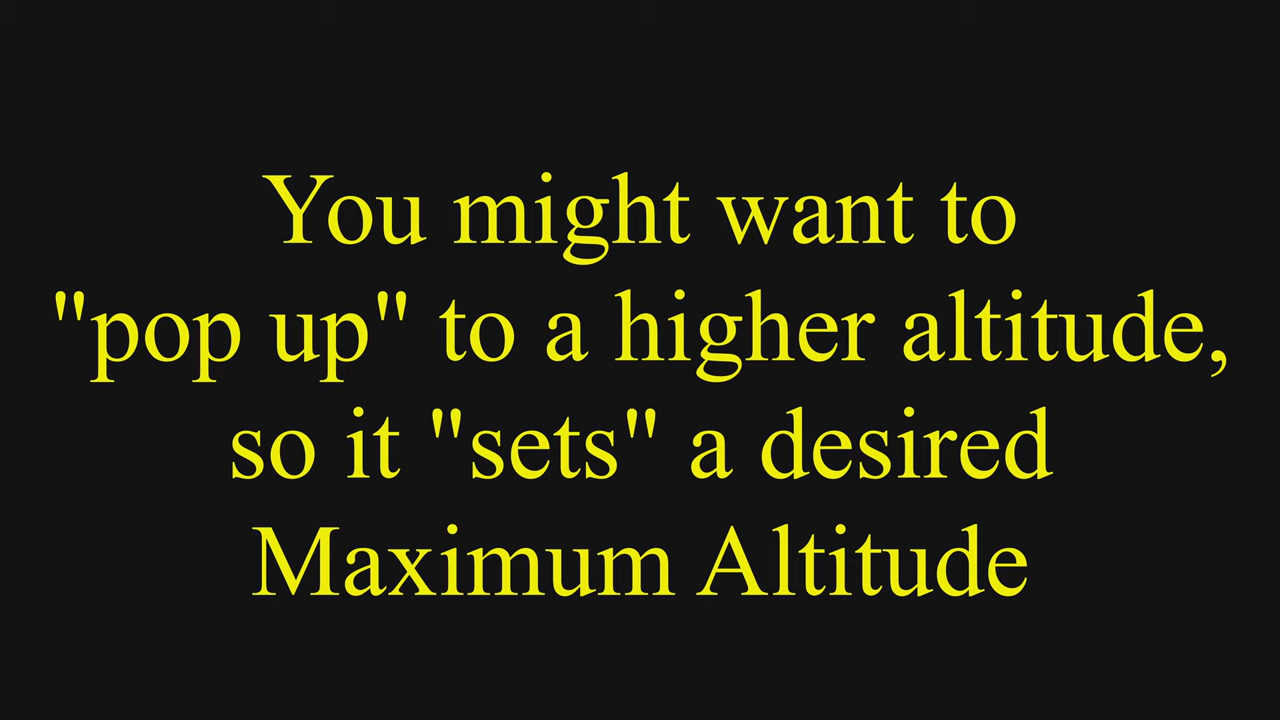 You might want to
"pop up" to a higher altitude,
so it "sets" a desired
Maximum Altitude